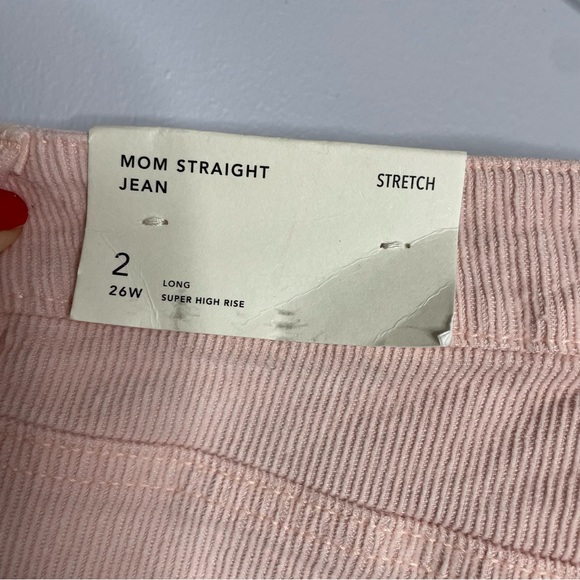 MOM STRAIGHT
JEAN
STRETCH
2
26W
LONG
SUPER HIGH RISE